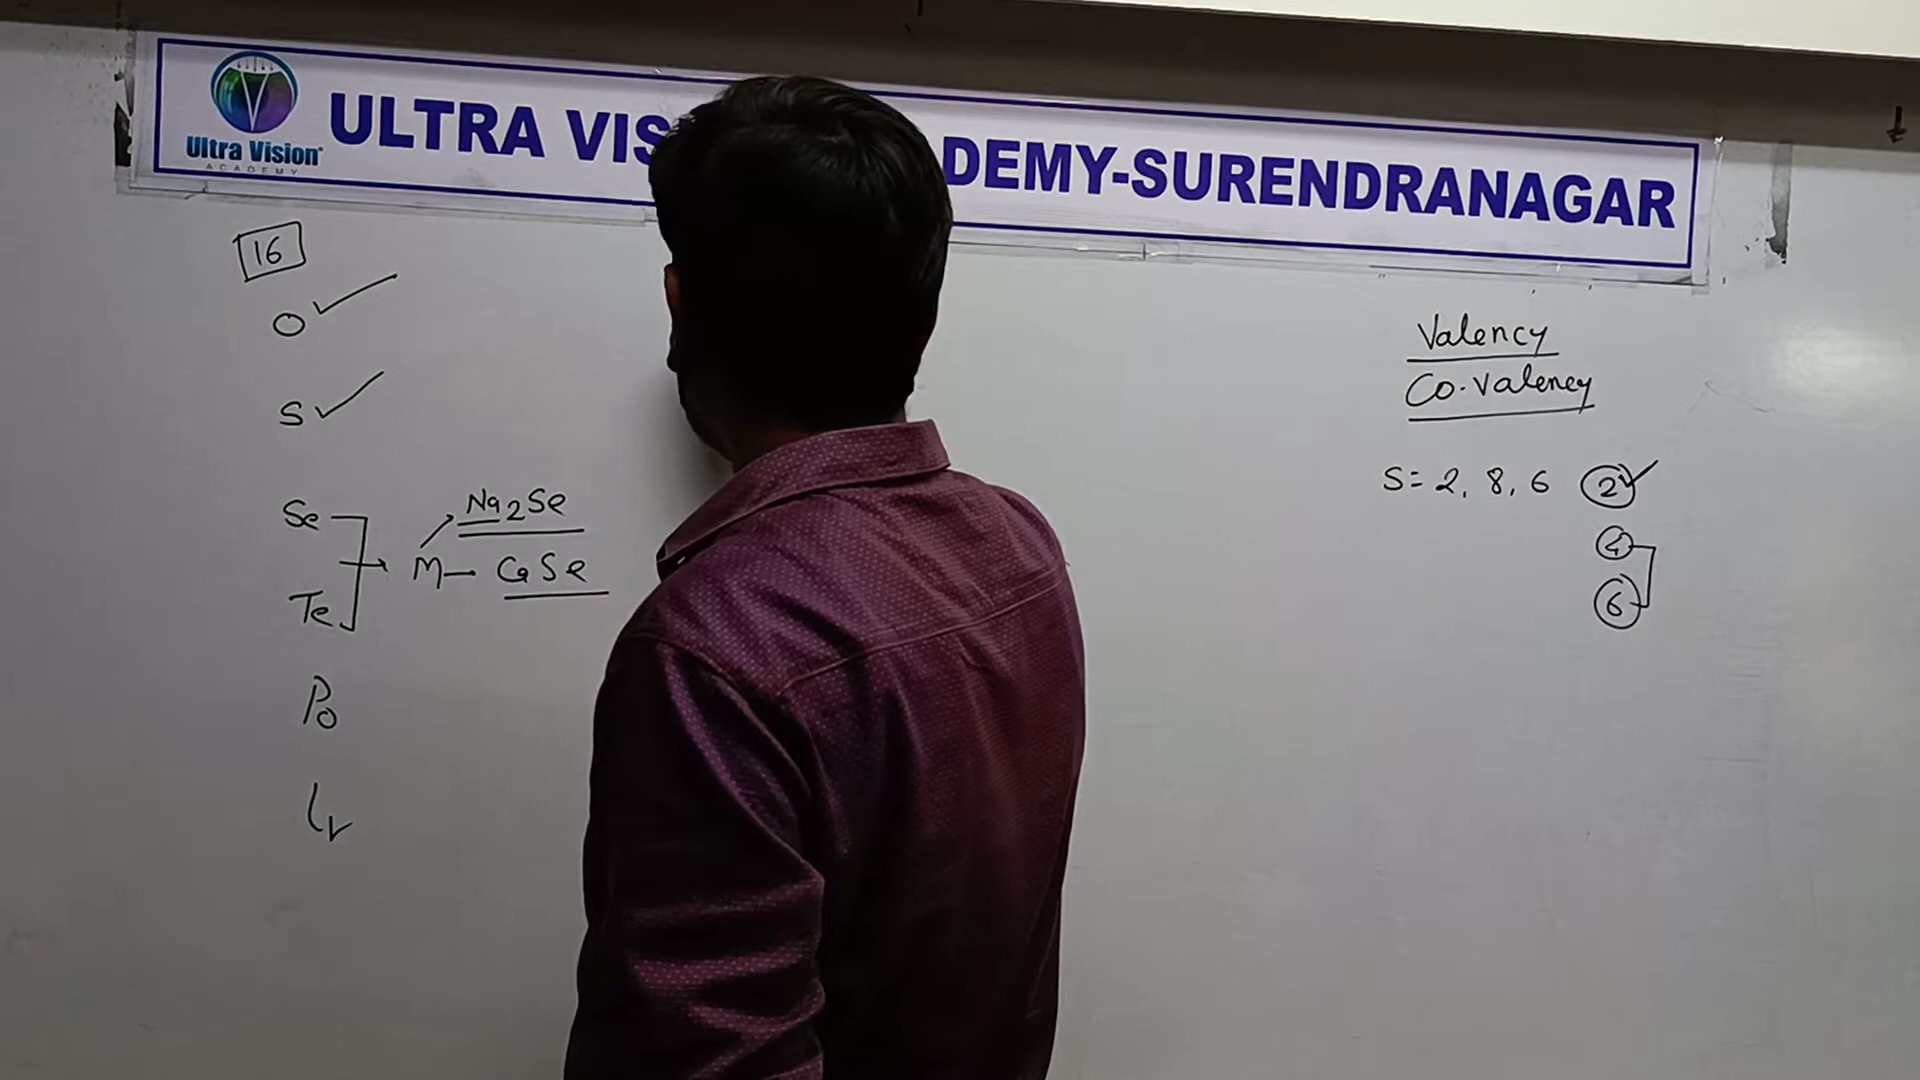 Ultra Vision
ACADEMY
ULTRA VIS DEMY-SURENDRANAGAR
16
O ✓
S ✓
Se
Te
M
Na2Se
CaSe
Po
Lv
Valency
Co-Valency
S= 2, 8, 6 2 ✓
4
6